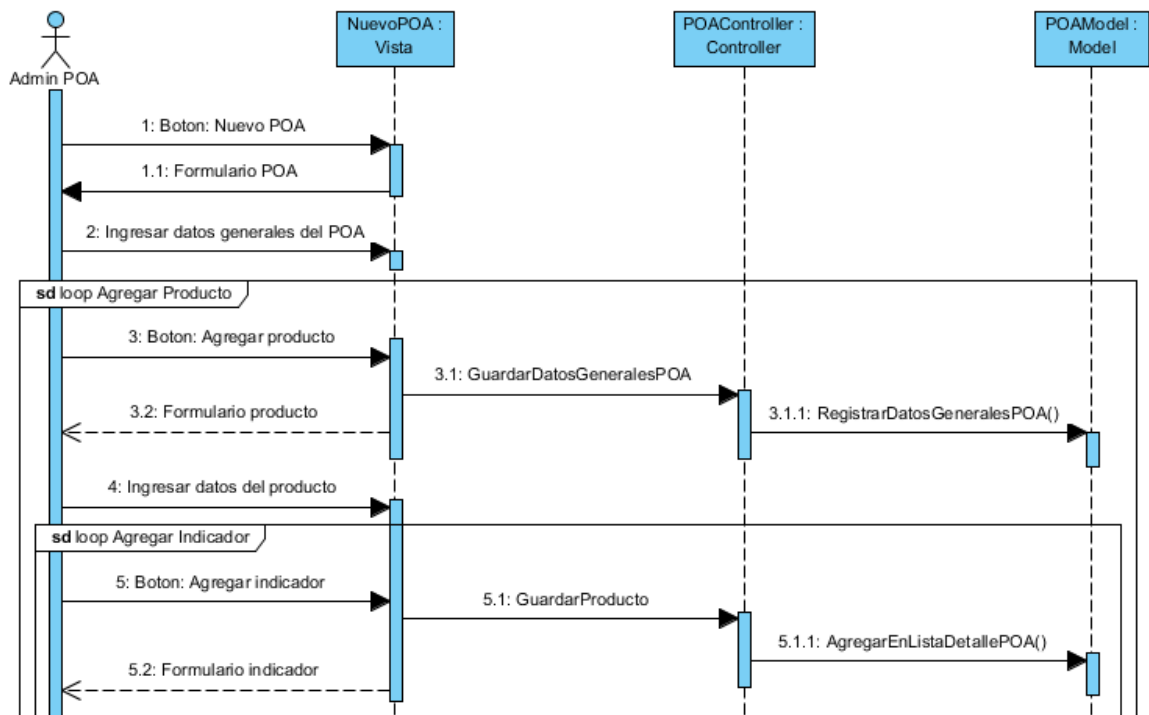 NuevoPOA :
Vista
POAController :
Controller
POAModel :
Model
Admin POA
1: Boton: Nuevo POA
1.1: Formulario POA
2: Ingresar datos generales del POA
sd loop Agregar Producto
3: Boton: Agregar producto
3.1: GuardarDatosGeneralesPOA
3.2: Formulario producto
3.1.1: RegistrarDatosGeneralesPOA()
4: Ingresar datos del producto
sd loop Agregar Indicador
5: Boton: Agregar indicador
5.1: GuardarProducto
5.1.1: AgregarEnListaDetallePOA()
5.2: Formulario indicador